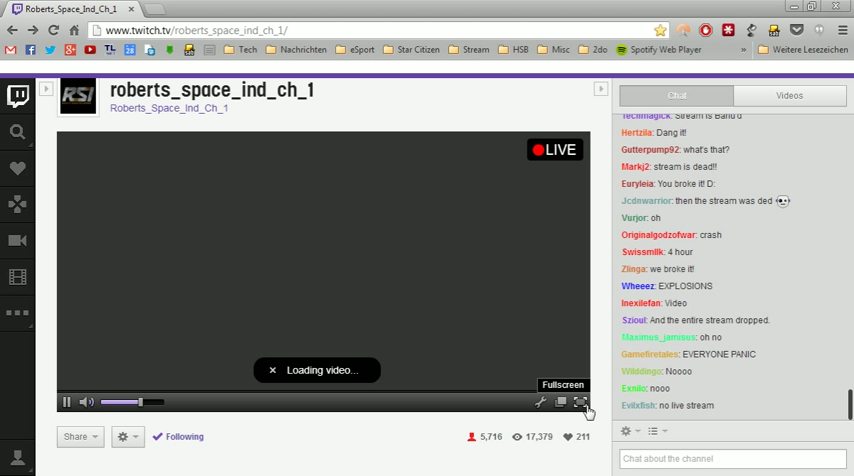 Roberts_Space_Ind_Ch_1
www.twitch.tv/roberts_space_ind_ch_1/
Tech
Nachrichten
eSport
Star Citizen
Stream
HSB
Misc
2do
Spotify Web Player
»
Weitere Lesezeichen
RSI
roberts_space_ind_ch_1
Roberts_Space_Ind_Ch_1
LIVE
Loading video...
Fullscreen
Share
Following
5,716
17,379
211
Chat
Videos
Hertzila: Dang it!
Gutterpump92: what's that?
Markj2: stream is dead!!
Euryleia: You broke it! D:
Jcdnwarrior: then the stream was ded
Vurjor: oh
Originalgodzofwar: crash
Swissmilk: 4 hour
Zlinga: we broke it!
Wheeez: EXPLOSIONS
Inexilefan: Video
Szioul: And the entire stream dropped.
Maximus_jamitsus: oh no
Gamefiretales: EVERYONE PANIC
Wilddingo: Noooo
Exnilo: nooo
Evilxfish: no live stream
Chat about the channel